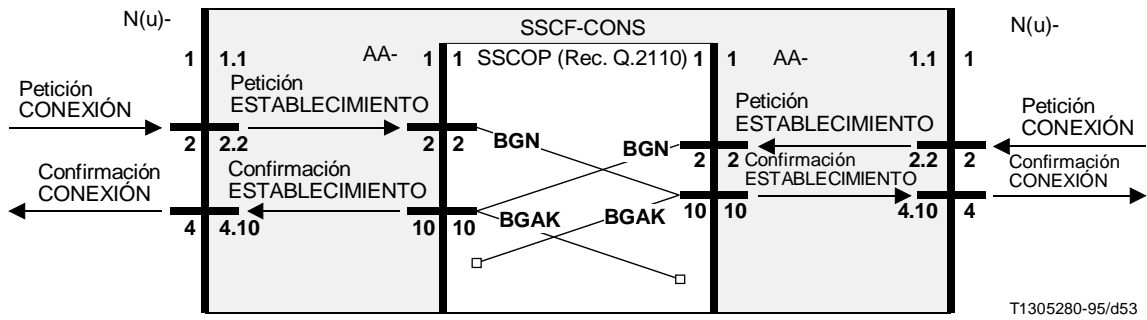 N(u)-
SSCF-CONS
N(u)-
1 1.1 AA- 1 1 SSCOP (Rec. Q.2110) 1 1 AA- 1.1 1
Petición
CONEXIÓN
Petición
ESTABLECIMIENTO
Petición
ESTABLECIMIENTO
Petición
CONEXIÓN
2 2.2 2 2 BGN BGN 2 2 2.2 2
Confirmación
CONEXIÓN
Confirmación
ESTABLECIMIENTO
Confirmación
ESTABLECIMIENTO
Confirmación
CONEXIÓN
4 4.10 10 10 BGAK BGAK 10 10 4.10 4
T1305280-95/d53